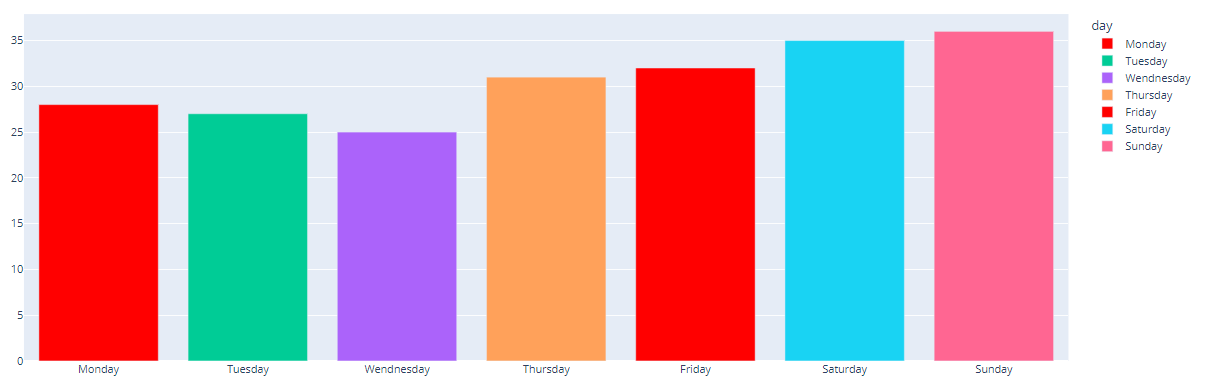 35
30
25
20
15
10
5
0
Monday Tuesday Wendnesday Thursday Friday Saturday Sunday
day
Monday
Tuesday
Wendnesday
Thursday
Friday
Saturday
Sunday